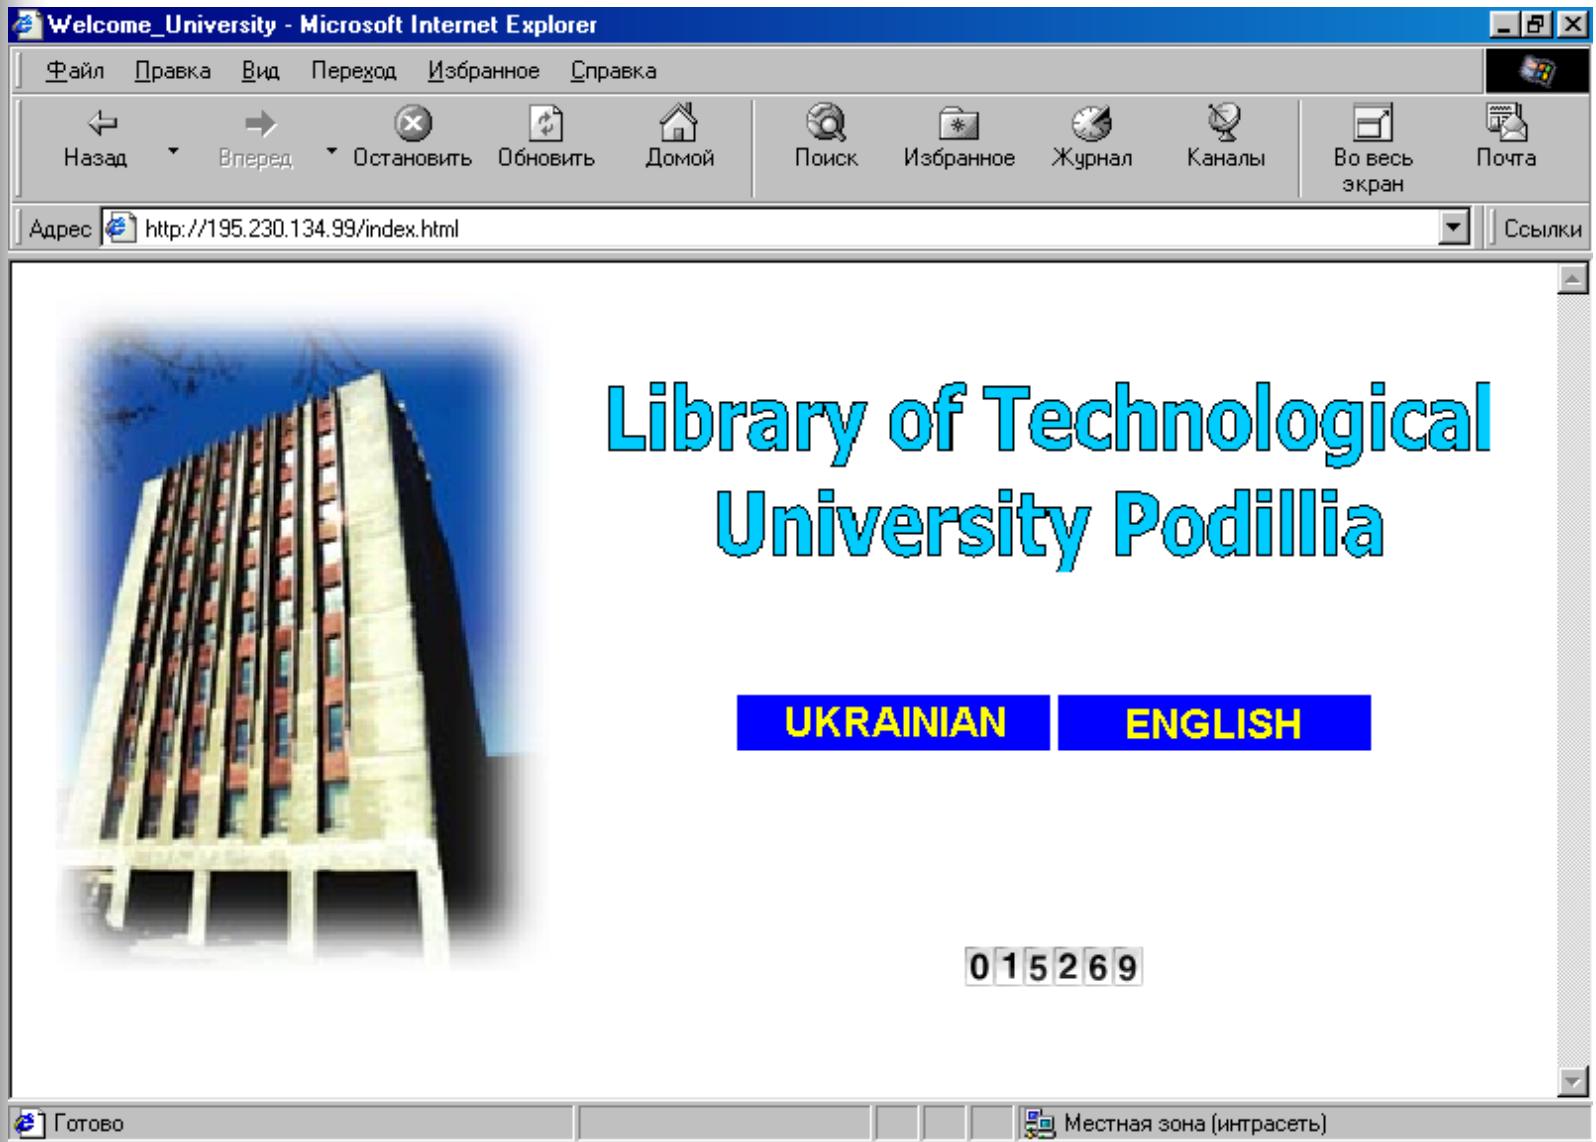 Welcome_University - Microsoft Internet Explorer
Файл Правка Вид Переход Избранное Справка
Назад Вперед Остановить Обновить Домой Поиск Избранное Журнал Каналы Во весь Почта
экран
Адрес http://195.230.134.99/index.html Ссылки
Library of Technological
University Podillia
UKRAINIAN ENGLISH
015269
Готово Местная зона (интрасеть)